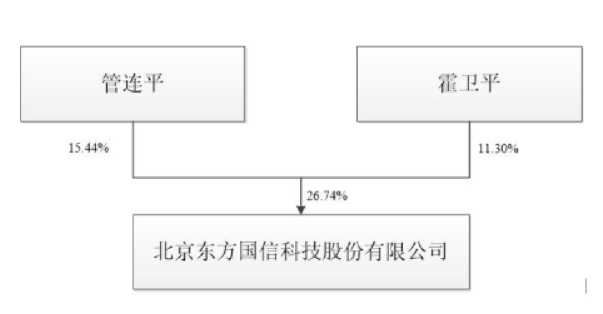 管连平
霍卫平
15.44%
11.30%
26.74%
北京东方国信科技股份有限公司